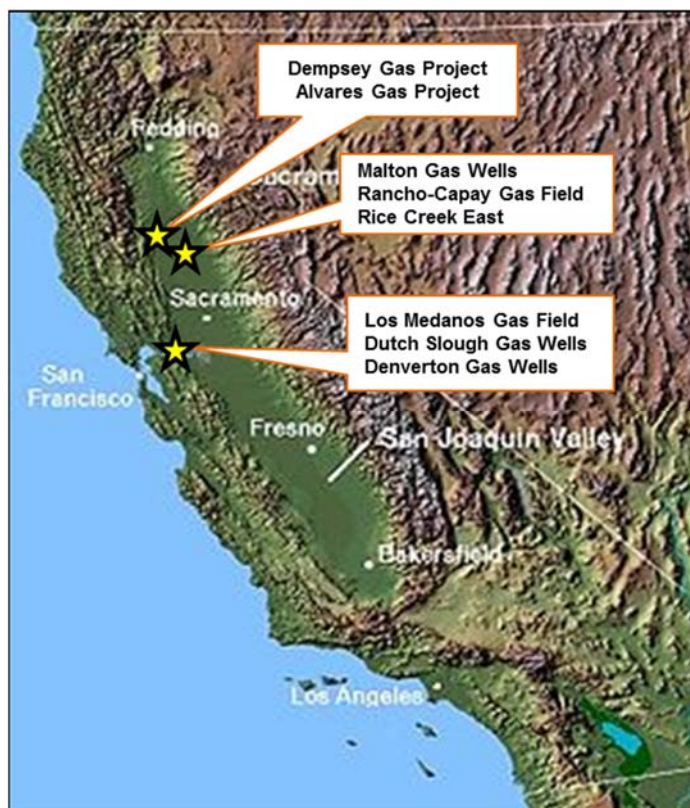 Dempsey Gas Project
Alvares Gas Project
Redding
Malton Gas Wells
Rancho-Capay Gas Field
Rice Creek East
Sacramento
Los Medanos Gas Field
Dutch Slough Gas Wells
Denverton Gas Wells
San
Francisco
Fresno
San Joaquin Valley
Bakersfield
Los Angeles